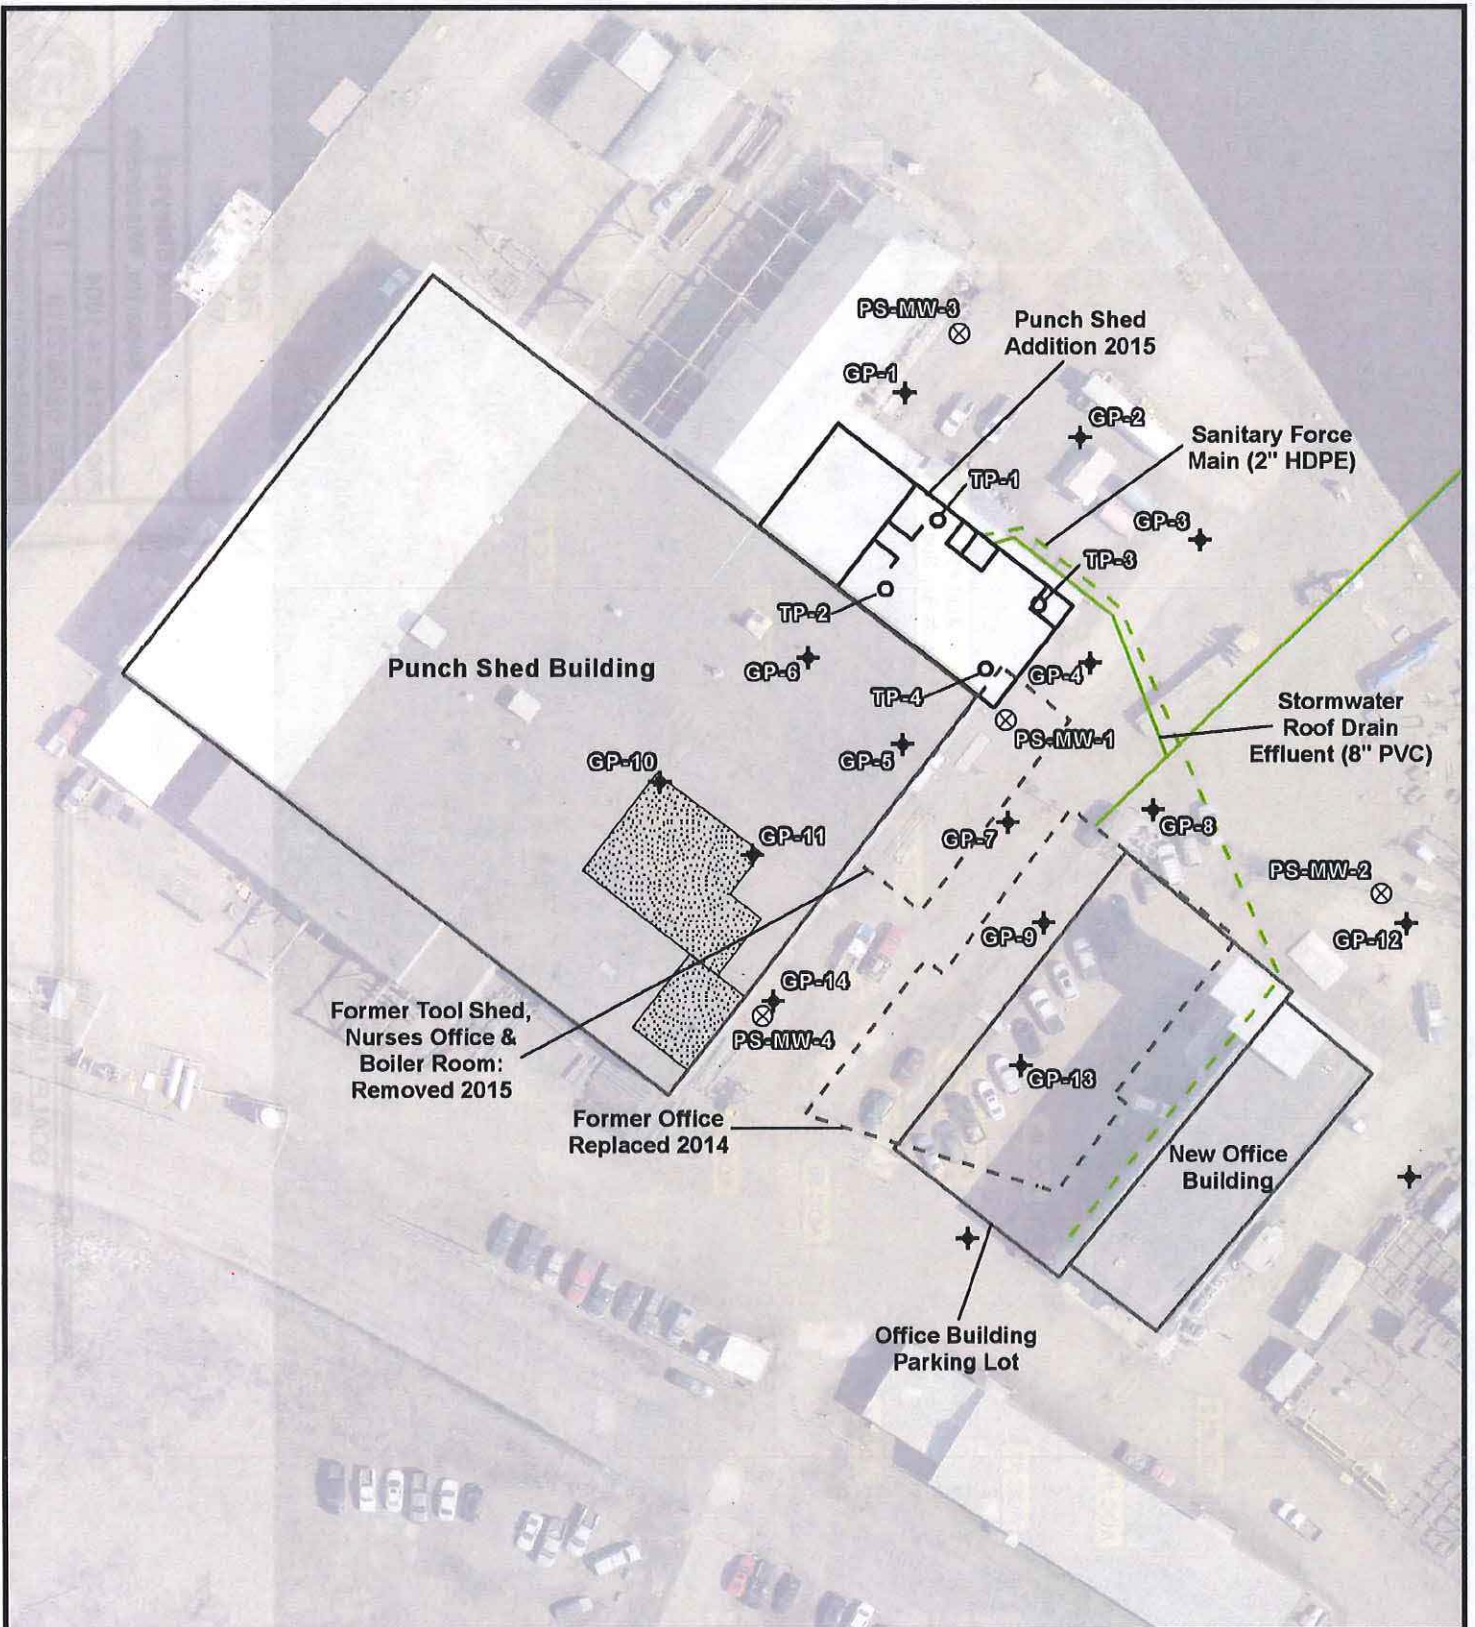 PS-MW-3
Punch Shed
Addition 2015
GP-1
GP-2
Sanitary Force
Main (2" HDPE)
TP-1
GP-3
TP-3
TP-2
Punch Shed Building
GP-6
GP-4
TP-4
Stormwater
Roof Drain
Effluent (8" PVC)
PS-MW-1
GP-5
GP-10
GP-11
GP-7
GP-8
PS-MW-2
GP-9
GP-12
GP-14
Former Tool Shed,
Nurses Office &
Boiler Room:
Removed 2015
PS-MW-4
GP-13
Former Office
Replaced 2014
New Office
Building
Office Building
Parking Lot